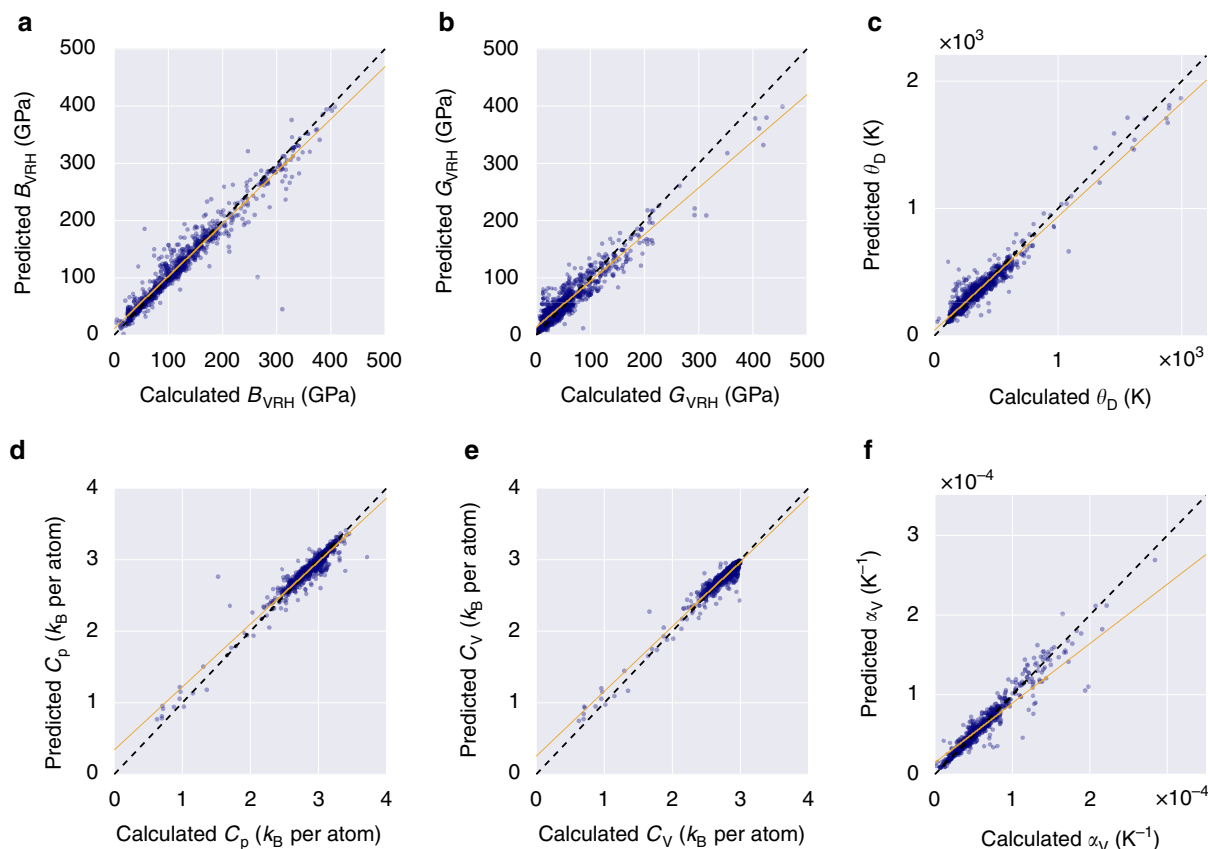 a
500
400
300
200
100
0
Predicted B_VRH (GPa)
0 100 200 300 400 500
Calculated B_VRH (GPa)
b
500
400
300
200
100
0
Predicted G_VRH (GPa)
0 100 200 300 400 500
Calculated G_VRH (GPa)
c
×10³
2
1
0
Predicted θ_D (K)
0 1 2
×10³
Calculated θ_D (K)
d
4
3
2
1
0
Predicted C_p (k_B per atom)
0 1 2 3 4
Calculated C_p (k_B per atom)
e
4
3
2
1
0
Predicted C_V (k_B per atom)
0 1 2 3 4
Calculated C_V (k_B per atom)
f
×10⁻⁴
3
2
1
0
Predicted α_V (K⁻¹)
0 1 2 3
×10⁻⁴
Calculated α_V (K⁻¹)